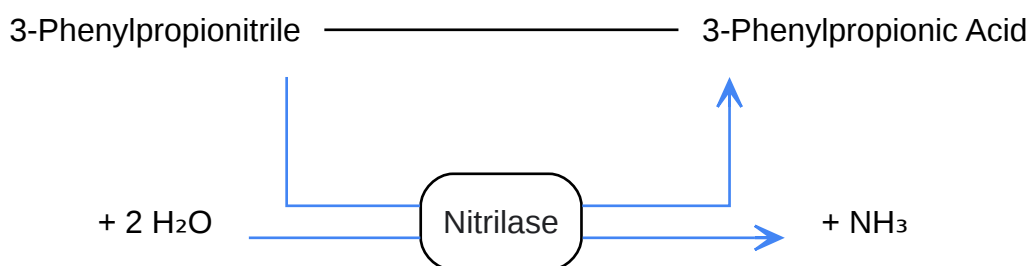 3-Phenylpropionitrile
3-Phenylpropionic Acid
+ 2 H₂O
Nitrilase
+ NH₃